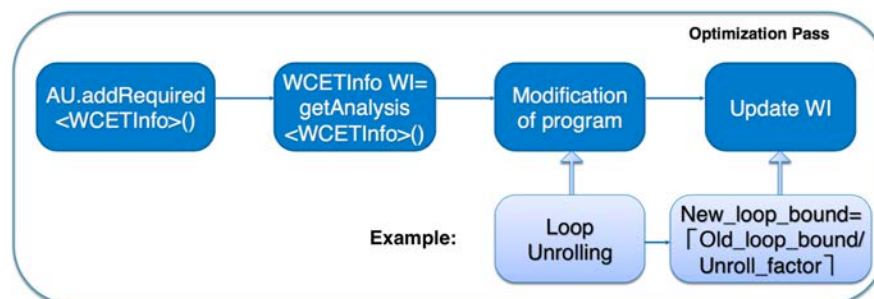 Optimization Pass
AU.addRequired
<WCETInfo>()
WCETInfo WI=
getAnalysis
<WCETInfo>()
Modification
of program
Update WI
Example:
Loop
Unrolling
New_loop_bound=
⌈Old_loop_bound/
Unroll_factor⌉